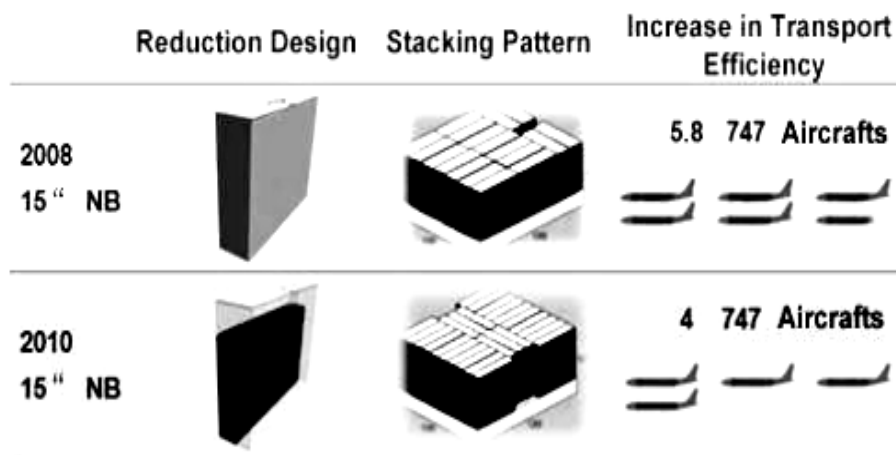 Reduction Design
Stacking Pattern
Increase in Transport
Efficiency
2008
15 “ NB
5.8 747 Aircrafts
2010
15 “ NB
4 747 Aircrafts